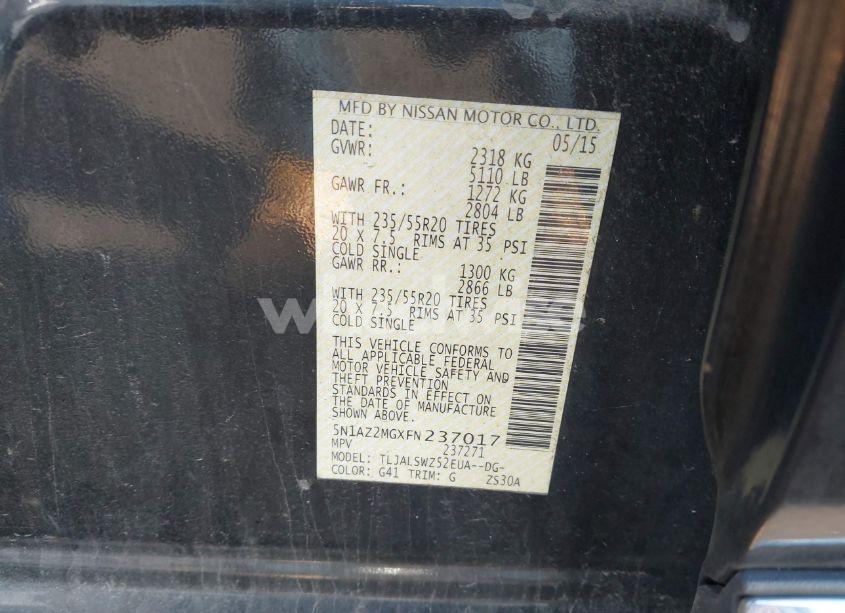 MFD BY NISSAN MOTOR CO., LTD.
DATE: 05/15
GVWR: 2318 KG
5110 LB
GAWR FR.: 1272 KG
2804 LB
WITH 235/55R20 TIRES
20 X 7.5 RIMS AT 35 PSI
COLD SINGLE
GAWR RR.: 1300 KG
2866 LB
WITH 235/55R20 TIRES
20 X 7.5 RIMS AT 35 PSI
COLD SINGLE
THIS VEHICLE CONFORMS TO
ALL APPLICABLE FEDERAL
MOTOR VEHICLE SAFETY AND
THEFT PREVENTION
STANDARDS IN EFFECT ON
THE DATE OF MANUFACTURE
SHOWN ABOVE.
5N1AZ2MGXFN237017
MPV 237271
MODEL: TLJALSWZ52EUA--DG-
COLOR: G41 TRIM: G ZS30A